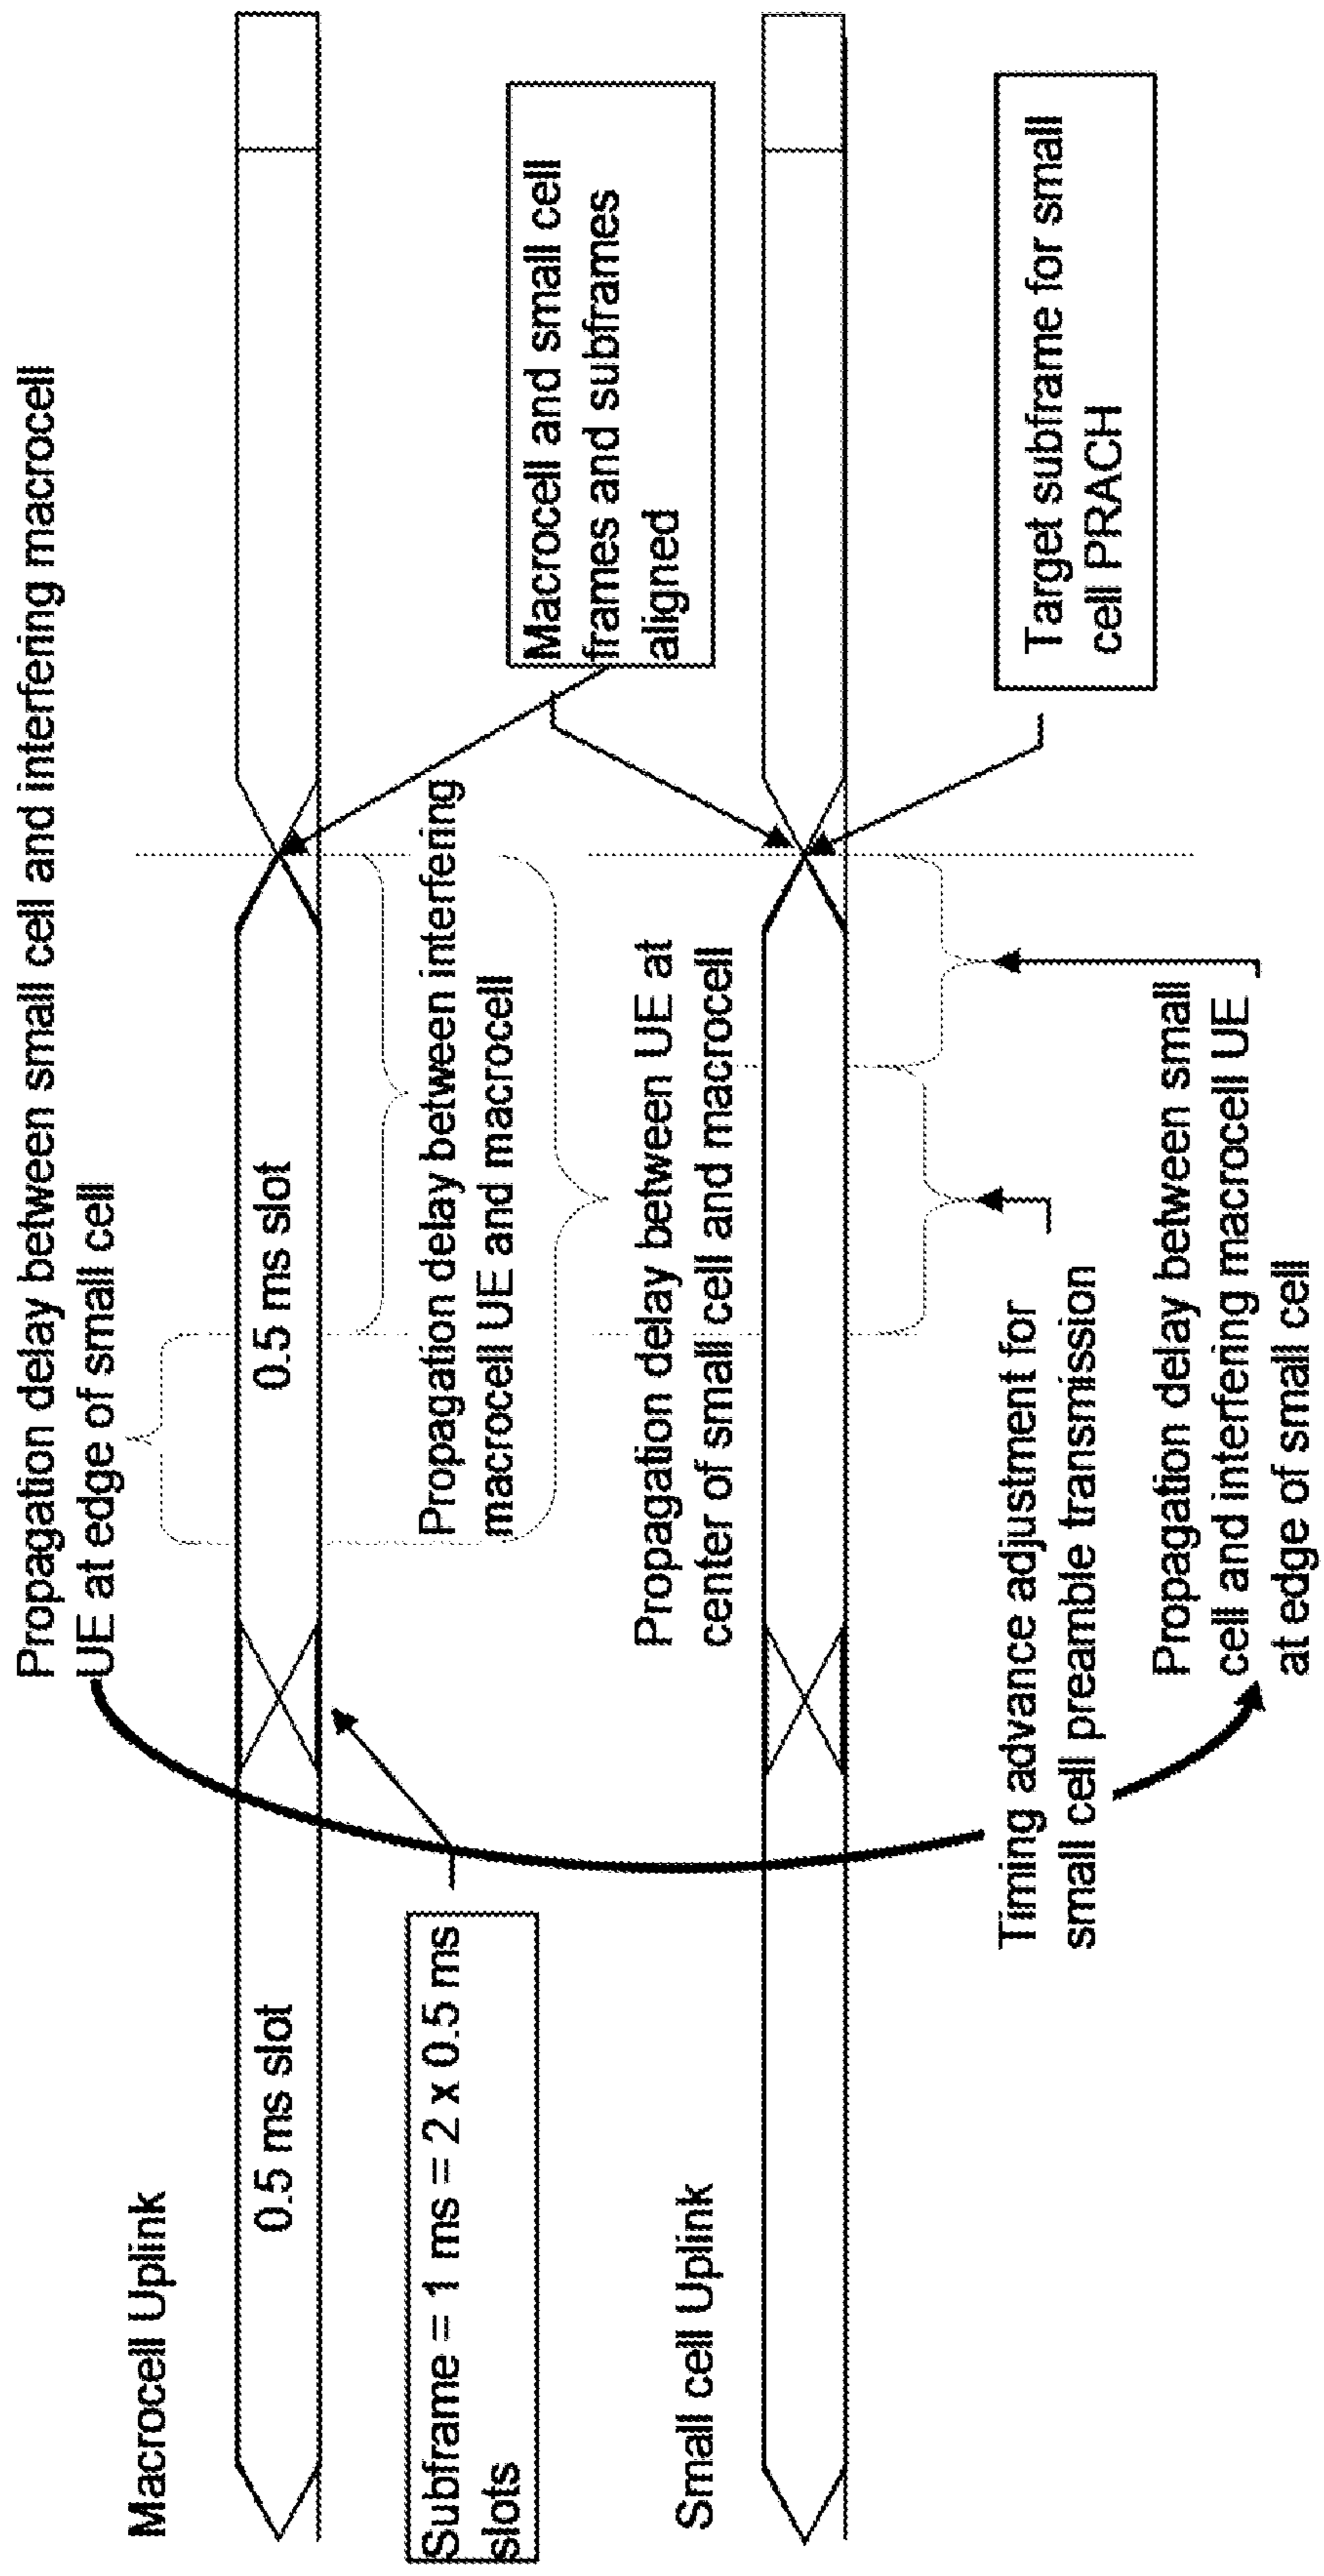 Propagation delay between small cell and interfering macrocell
UE at edge of small cell
Macrocell Uplink
0.5 ms slot
0.5 ms slot
Subframe = 1 ms = 2 x 0.5 ms
slots
Propagation delay between interfering
macrocell UE and macrocell
Macrocell and small cell
frames and subframes
aligned
Propagation delay between UE at
center of small cell and macrocell
Small cell Uplink
Timing advance adjustment for
small cell preamble transmission
Target subframe for small
cell PRACH
Propagation delay between small
cell and interfering macrocell UE
at edge of small cell